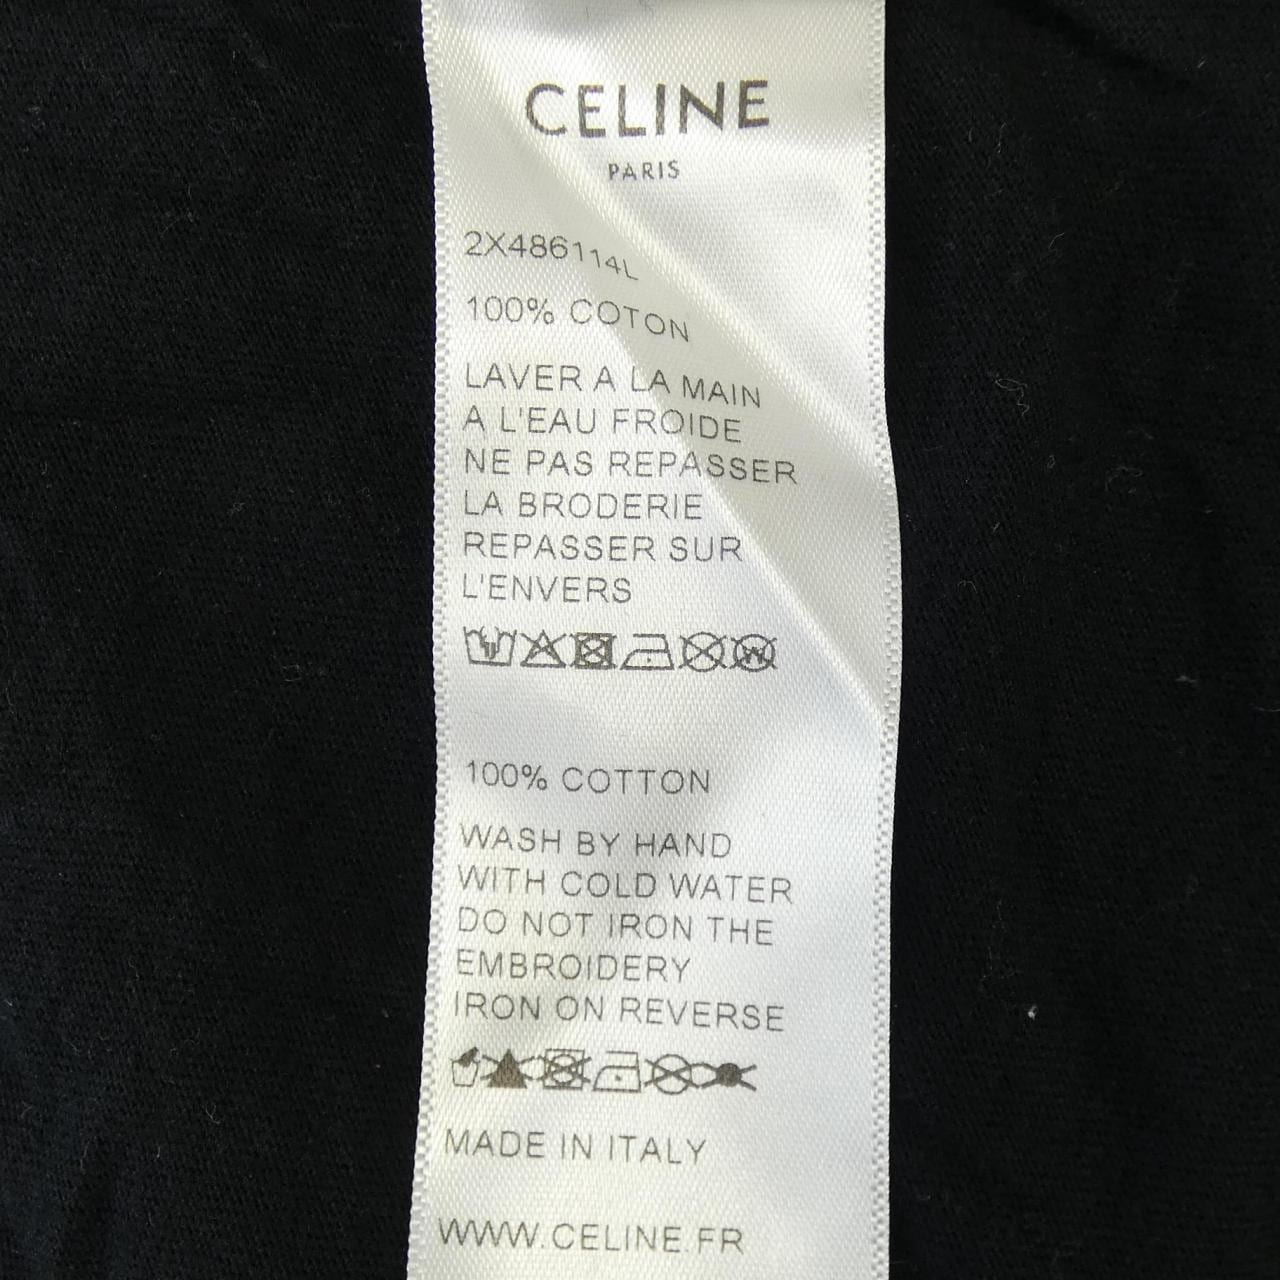 CELINE
PARIS
2X486114L
100% COTON
LAVER A LA MAIN
A L'EAU FROIDE
NE PAS REPASSER
LA BRODERIE
REPASSER SUR
L'ENVERS
W
100% COTTON
WASH BY HAND
WITH COLD WATER
DO NOT IRON THE
EMBROIDERY
IRON ON REVERSE
MADE IN ITALY
WWW.CELINE.FR